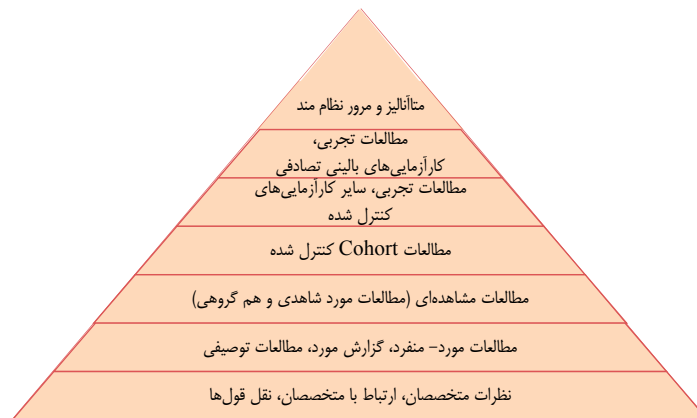 متاآنالیز و مرور نظام مند
مطالعات تجربی،
کارآزمایی‌های بالینی تصادفی
مطالعات تجربی، سایر کارآزمایی‌های
کنترل شده
مطالعات Cohort کنترل شده
مطالعات مشاهده‌ای (مطالعات مورد شاهدی و هم گروهی)
مطالعات مورد- منفرد، گزارش مورد، مطالعات توصیفی
نظرات متخصصان، ارتباط با متخصصان، نقل قول‌ها